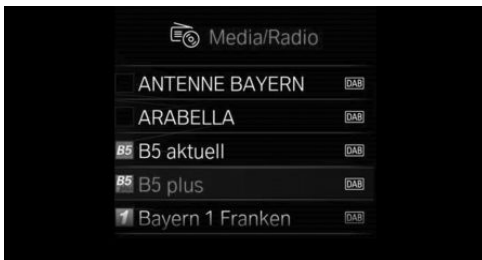 Media/Radio
ANTENNE BAYERN DAB
ARABELLA DAB
B5 B5 aktuell DAB
B5 B5 plus DAB
1 Bayern 1 Franken DAB